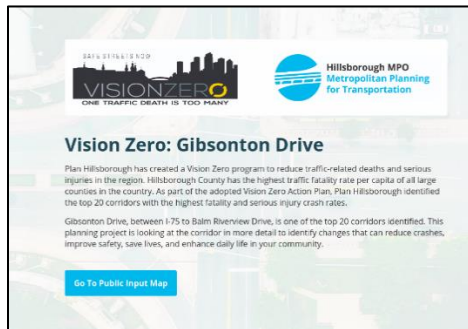 SAFE STREETS NOW
VISIONZERO
ONE TRAFFIC DEATH IS TOO MANY
Hillsborough MPO
Metropolitan Planning
for Transportation
Vision Zero: Gibsonton Drive
Plan Hillsborough has created a Vision Zero program to reduce traffic-related deaths and serious
injuries in the region. Hillsborough County has the highest traffic fatality rate per capita of all large
counties in the country. As part of the adopted Vision Zero Action Plan, Plan Hillsborough identified
the top 20 corridors with the highest fatality and serious injury crash rates.
Gibsonton Drive, between I-75 to Balm Riverview Drive, is one of the top 20 corridors identified. This
planning project is looking at the corridor in more detail to identify changes that can reduce crashes,
improve safety, save lives, and enhance daily life in your community.
Go To Public Input Map